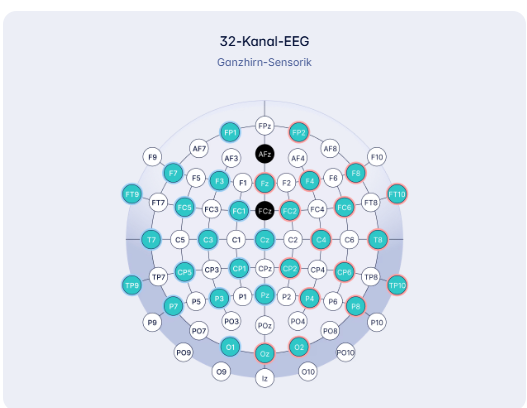 32-Kanal-EEG
Ganzhirn-Sensorik
FP1 FPz FP2
AF7 AF3 AFz AF4 AF8
F9 F7 F5 F3 F1 Fz F2 F4 F6 F8 F10
FT9 FT7 FC5 FC3 FC1 FCz FC2 FC4 FC6 FT8 FT10
T7 C5 C3 C1 Cz C2 C4 C6 T8
TP9 TP7 CP5 CP3 CP1 CPz CP2 CP4 CP6 TP8 TP10
P9 P7 P5 P3 P1 Pz P2 P4 P6 P8 P10
PO9 PO7 PO3 POz PO4 PO8 PO10
O9 O1 Oz O2 O10
Iz